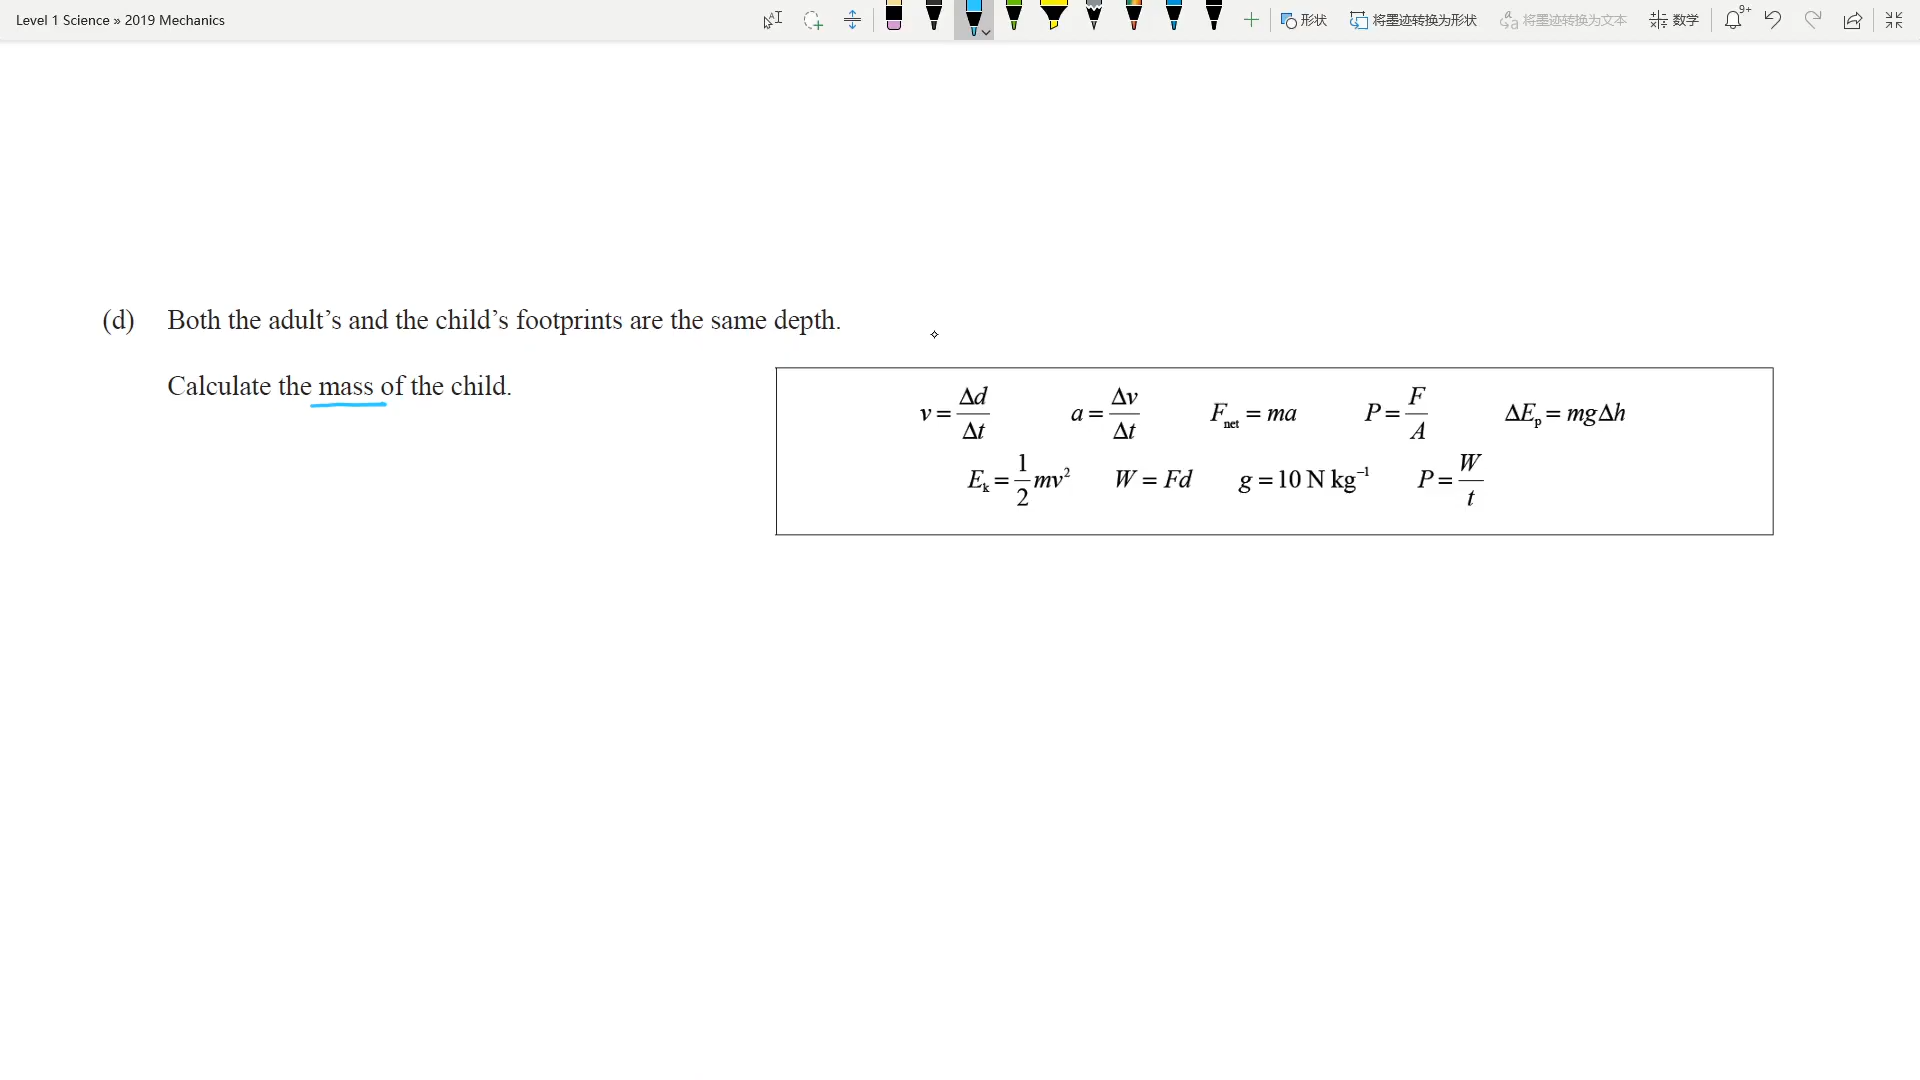 Level 1 Science » 2019 Mechanics
形状
将墨迹转换为形状
将墨迹转换为文本
数学
9+
(d) Both the adult’s and the child’s footprints are the same depth.
Calculate the mass of the child.
v = Δd/Δt a = Δv/Δt F_net = ma P = F/A ΔE_p = mgΔh
E_k = 1/2 mv² W = Fd g = 10 N kg⁻¹ P = W/t